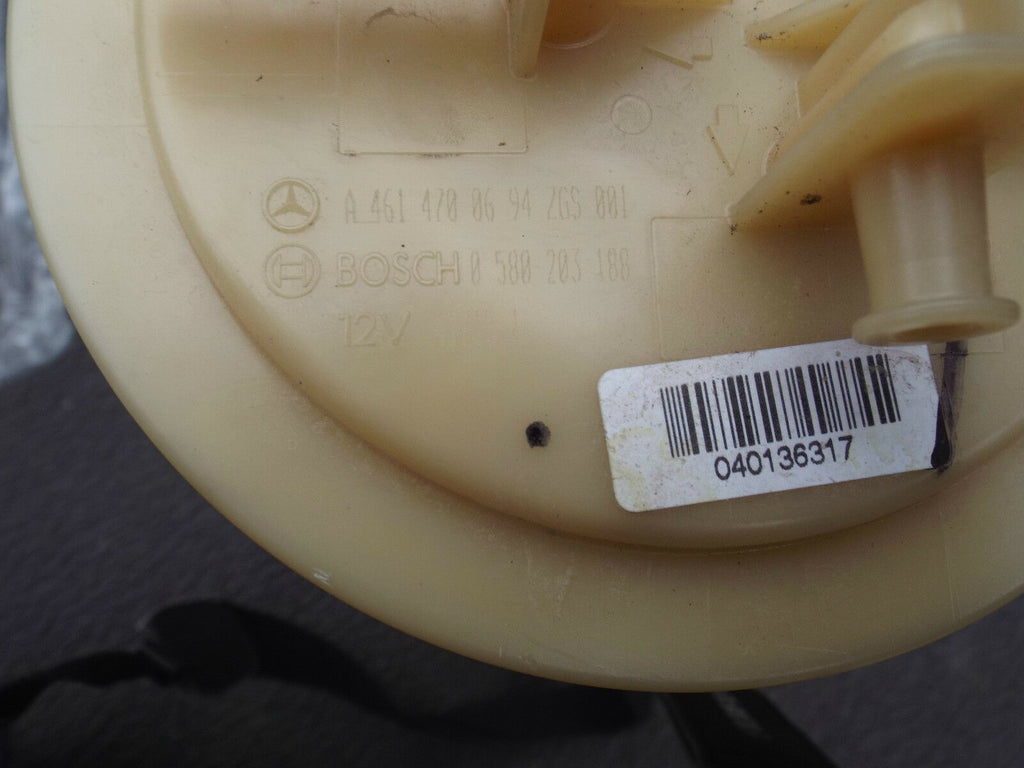 A 461 470 06 94 ZGS 001
BOSCH 0 580 203 188
12V
040136317